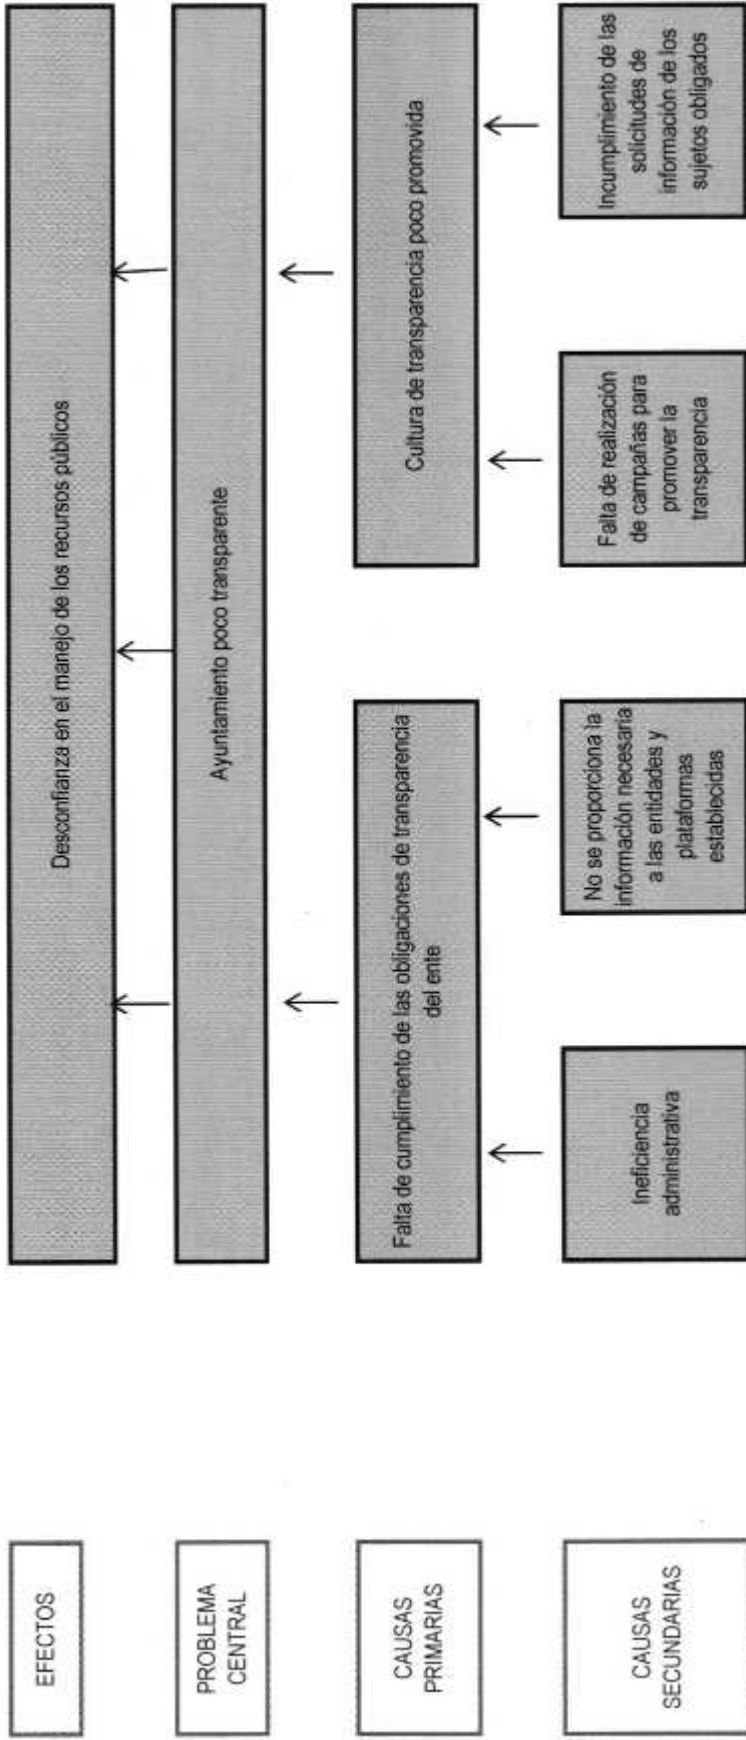 EFECTOS
Desconfianza en el manejo de los recursos públicos
PROBLEMA
CENTRAL
Ayuntamiento poco transparente
CAUSAS
PRIMARIAS
Falta de cumplimiento de las obligaciones de transparencia
del ente
Cultura de transparencia poco promovida
CAUSAS
SECUNDARIAS
Ineficiencia
administrativa
No se proporciona la
información necesaria
a las entidades y
plataformas
establecidas
Falta de realización
de campañas para
promover la
transparencia
Incumplimiento de las
solicitudes de
información de los
sujetos obligados